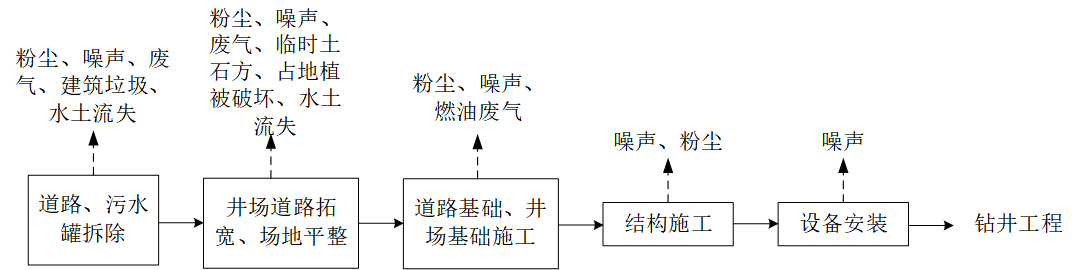 粉尘、噪声、废
气、建筑垃圾、
水土流失
粉尘、噪声、
废气、临时土
石方、占地植
被破坏、水土
流失
粉尘、噪声、
燃油废气
噪声、粉尘
噪声
道路、污水
罐拆除
井场道路拓
宽、场地平整
道路基础、井
场基础施工
结构施工
设备安装
钻井工程